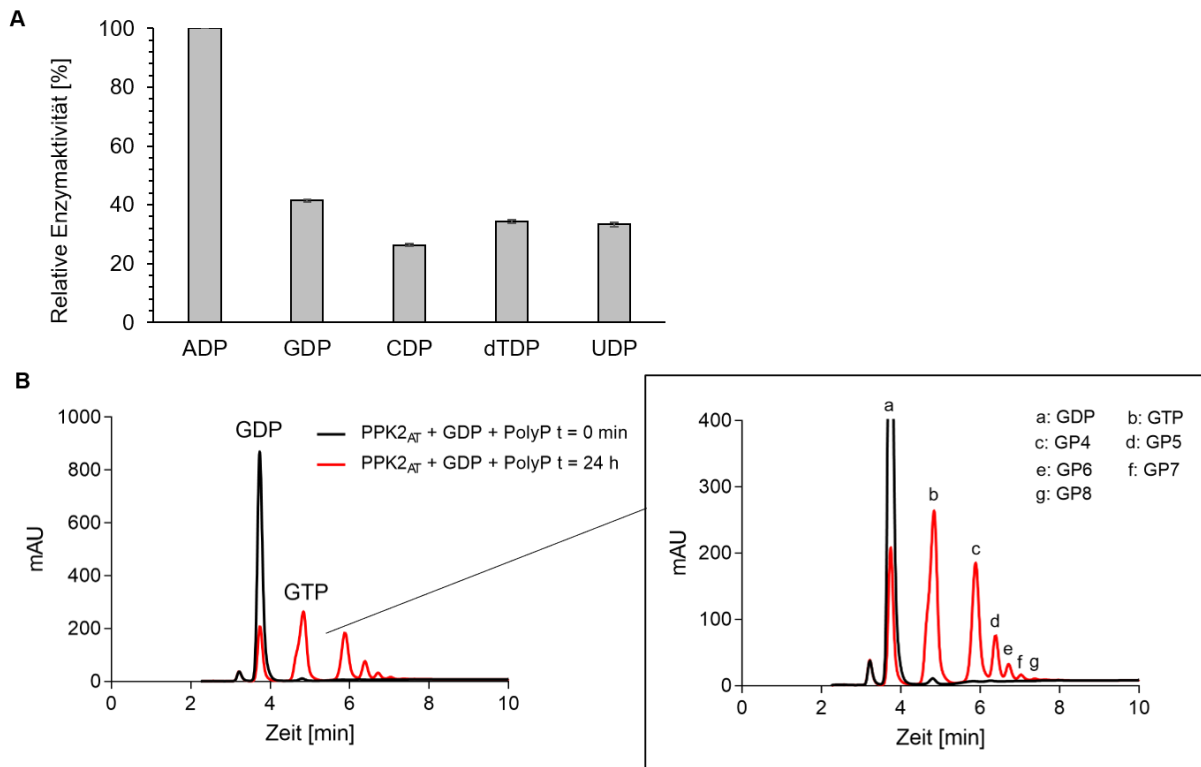 A
Relative Enzymaktivität [%]
100
80
60
40
20
0
ADP GDP CDP dTDP UDP
B
mAU
1000
800
600
400
200
0
GDP
GTP
PPK2AT + GDP + PolyP t = 0 min
PPK2AT + GDP + PolyP t = 24 h
0 2 4 6 8 10
Zeit [min]
mAU
400
300
200
100
0
a
b
c
d
e
f
g
a: GDP b: GTP
c: GP4 d: GP5
e: GP6 f: GP7
g: GP8
0 2 4 6 8 10
Zeit [min]